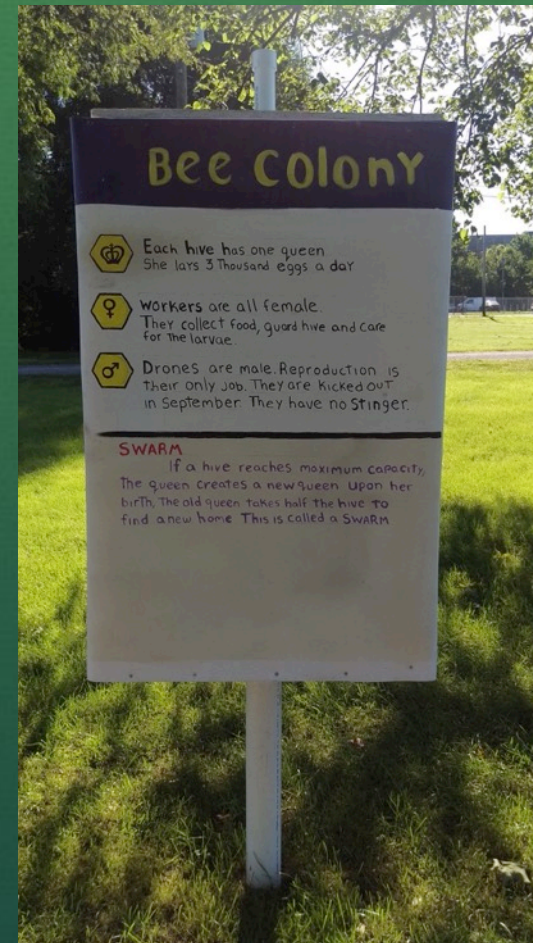 Bee Colony
Each hive has one queen
She lays 3 Thousand eggs a day
Workers are all female.
They collect food, guard hive and care
for the larvae.
Drones are male. Reproduction is
their only job. They are kicked out
in September. They have no Stinger.
SWARM
If a hive reaches maximum capacity,
The queen creates a new queen upon her
birth, The old queen takes half the hive to
find a new home This is called a SWARM